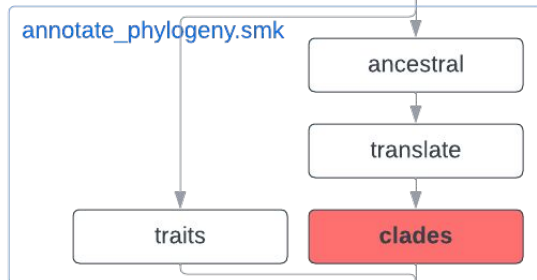 annotate_phylogeny.smk
ancestral
translate
traits
clades